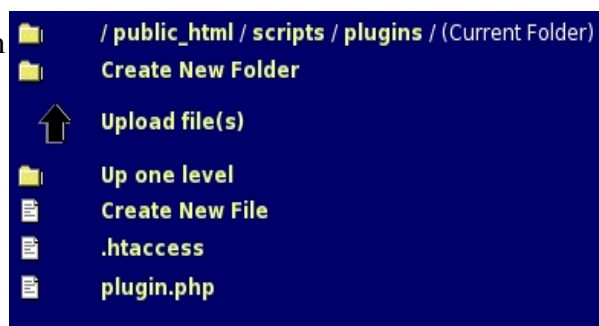 / public_html / scripts / plugins / (Current Folder)
Create New Folder
Upload file(s)
Up one level
Create New File
.htaccess
plugin.php